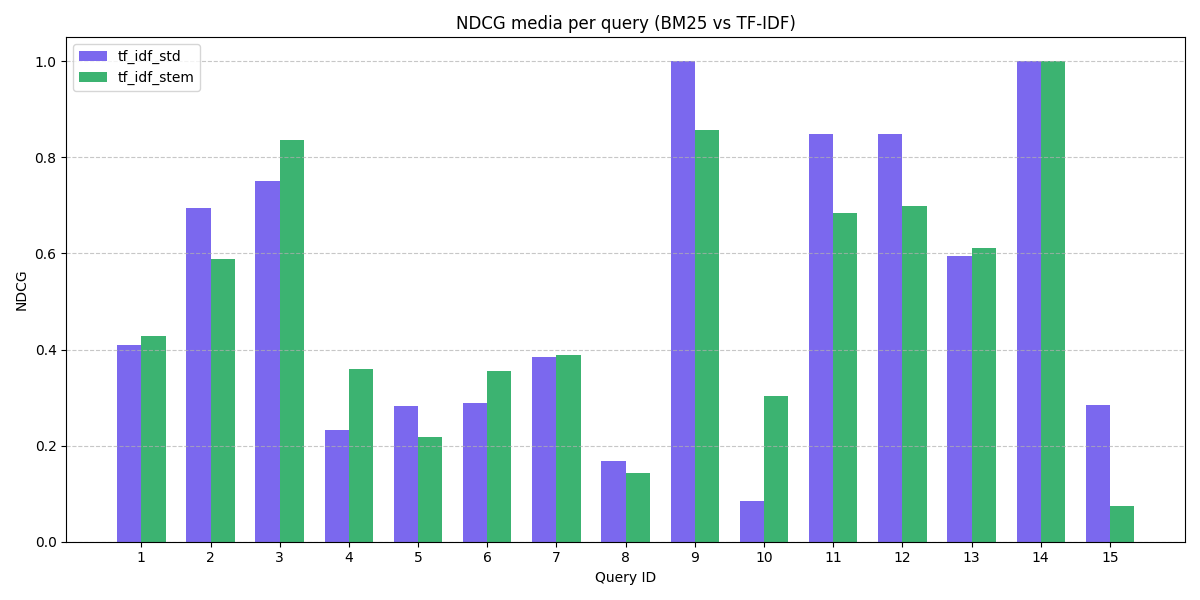 NDCG media per query (BM25 vs TF-IDF)
tf_idf_std
tf_idf_stem
NDCG
1.0
0.8
0.6
0.4
0.2
0.0
1 2 3 4 5 6 7 8 9 10 11 12 13 14 15
Query ID